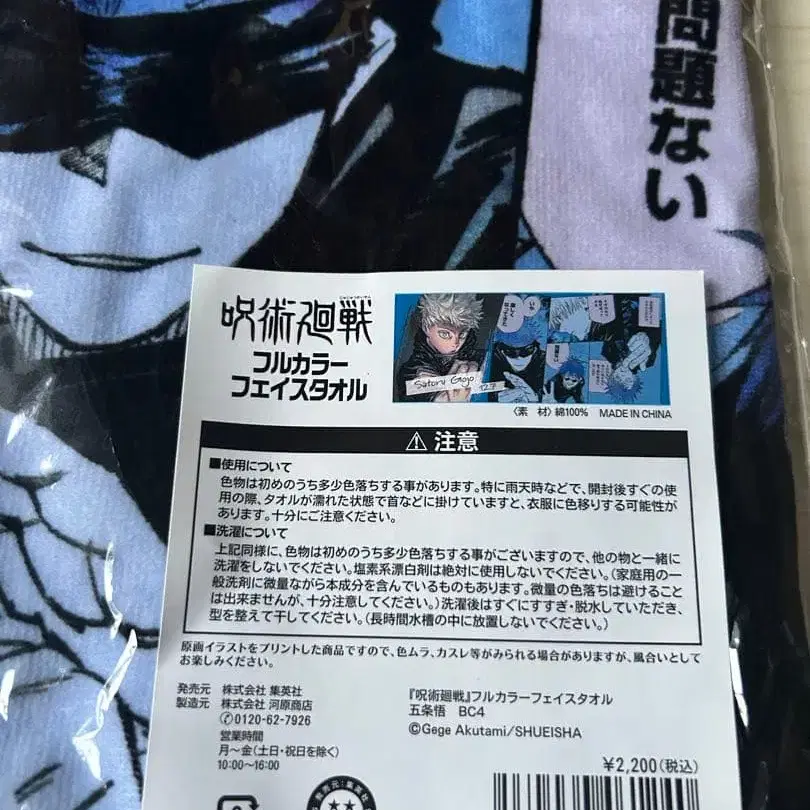 問題ない
じゅじゅつかいせん
呪術廻戦
フルカラー
フェイスタオル
Satoru Gojo
〈素 材〉綿100% MADE IN CHINA
⚠ 注意
■使用について
色物は初めのうち多少色落ちする事があります。特に雨天時などで、開封後すぐの使
用の際、タオルが濡れた状態で首などに掛けていますと、衣服に色移りする可能性が
あります。十分にご注意ください。
■洗濯について
上記同様に、色物は初めのうち多少色落ちする事がございますので、他の物と一緒に
洗濯をしないでください。塩素系漂白剤は絶対に使用しないでください。（家庭用の一
般洗剤に微量ながら本成分を含んでいるものもあります。微量の色落ちは避けること
は出来ませんが、十分注意してください。）洗濯後はすぐにすすぎ・脱水していただき、
型を整えて干してください。（長時間水槽の中に放置しないでください。）
原画イラストをプリントした商品ですので、色ムラ、カスレ等がみられる場合がありますが、風合いとして
お楽しみください。
発売元 株式会社 集英社
製造元 株式会社 河原商店
✆0120-62-7926
営業時間
月〜金（土日・祝日を除く）
10:00〜16:00
『呪術廻戦』フルカラーフェイスタオル
五条悟 BC4
©Gege Akutami/SHUEISHA
¥2,200（税込）